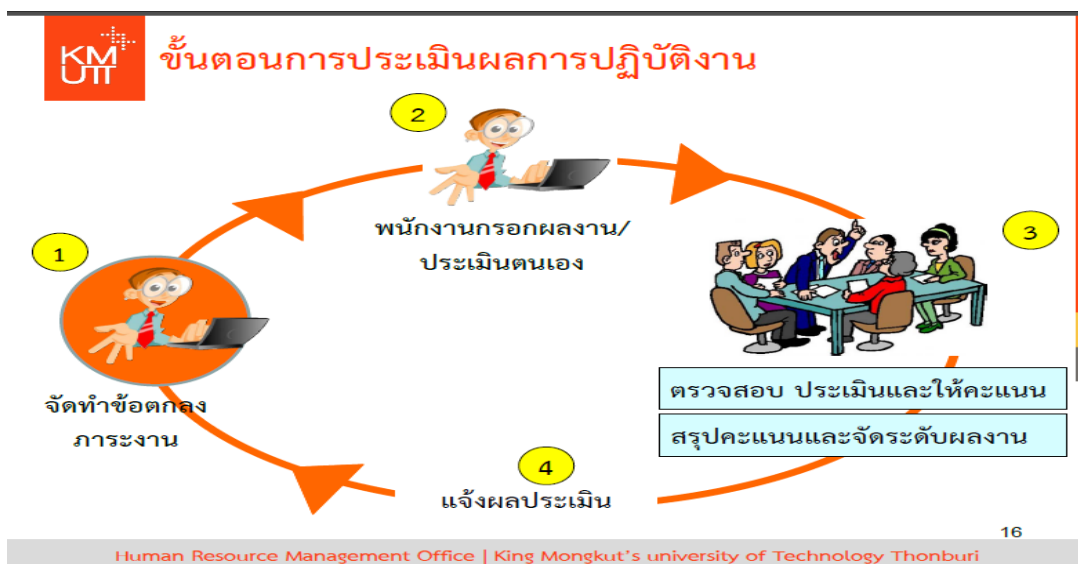 KM
UTT
ขั้นตอนการประเมินผลการปฏิบัติงาน
1
จัดทำข้อตกลง
ภาระงาน
2
พนักงานกรอกผลงาน/
ประเมินตนเอง
3
ตรวจสอบ ประเมินและให้คะแนน
สรุปคะแนนและจัดระดับผลงาน
4
แจ้งผลประเมิน
16
Human Resource Management Office | King Mongkut's university of Technology Thonburi